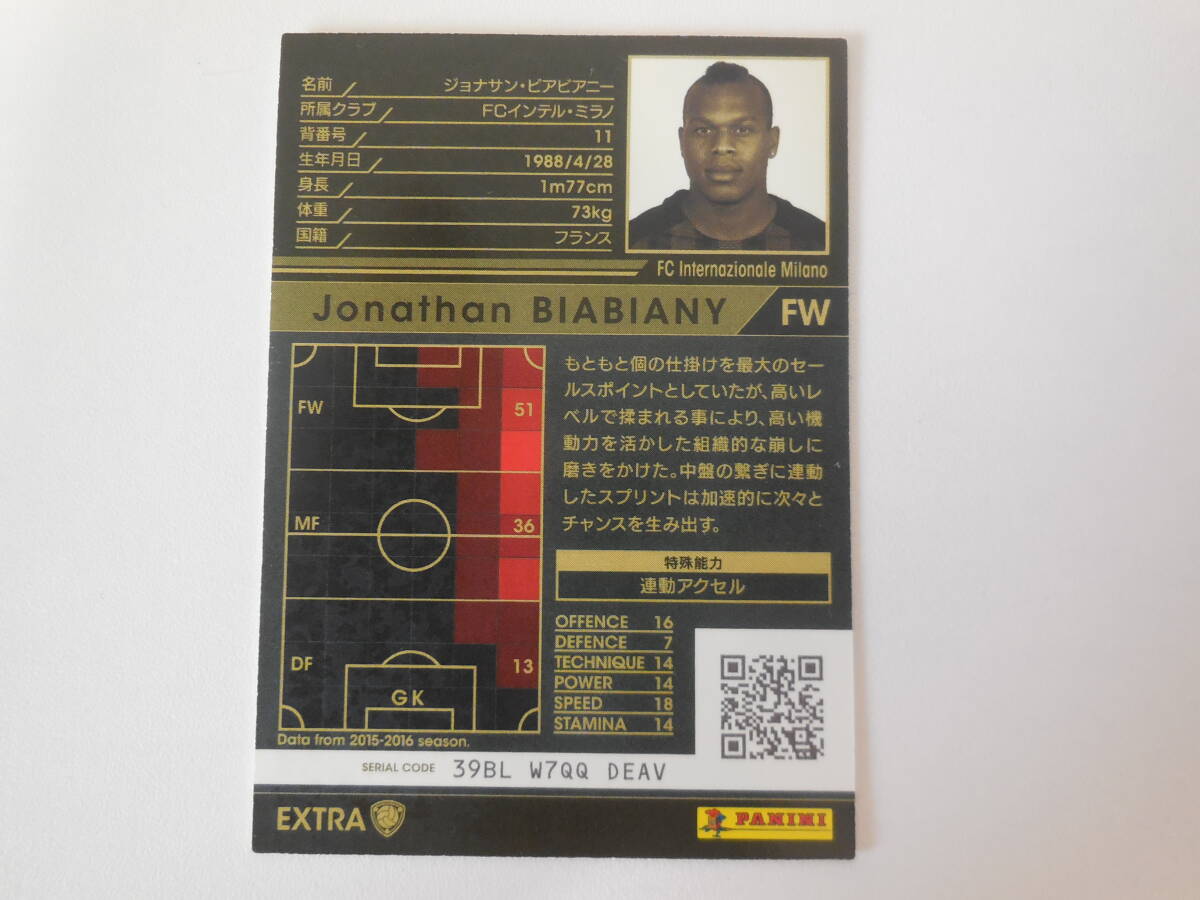 名前 ジョナサン・ビアビアニー
所属クラブ FCインテル・ミラノ
背番号 11
生年月日 1988/4/28
身長 1m77cm
体重 73kg
国籍 フランス
FC Internazionale Milano
Jonathan BIABIANY FW
FW 51
MF 36
DF 13
GK
Data from 2015-2016 season.
もともと個の仕掛けを最大のセー
ルスポイントとしていたが、高いレ
ベルで揉まれる事により、高い機
動力を活かした組織的な崩しに
磨きをかけた。中盤の繋ぎに連動
したスプリントは加速的に次々と
チャンスを生み出す。
特殊能力
連動アクセル
OFFENCE 16
DEFENCE 7
TECHNIQUE 14
POWER 14
SPEED 18
STAMINA 14
SERIAL CODE 39BL W7QQ DEAV
EXTRA
PANINI